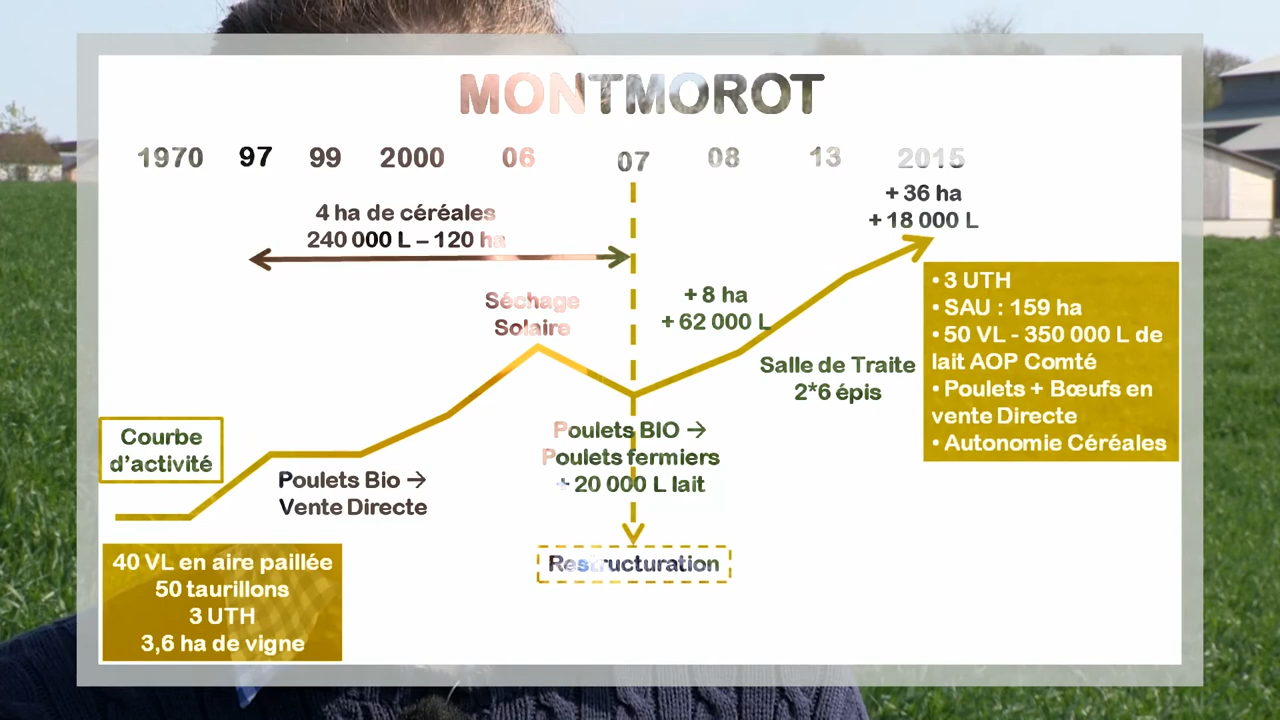 MONTMOROT
1970 97 99 2000 06 07 08 13 2015
+ 36 ha
+ 18 000 L
4 ha de céréales
240 000 L – 120 ha
Séchage
Solaire
+ 8 ha
+ 62 000 L
Salle de Traite
2*6 épis
• 3 UTH
• SAU : 159 ha
• 50 VL - 350 000 L de
lait AOP Comté
• Poulets + Bœufs en
vente Directe
• Autonomie Céréales
Courbe
d’activité
Poulets Bio →
Vente Directe
Poulets BIO →
Poulets fermiers
+ 20 000 L lait
Restructuration
40 VL en aire paillée
50 taurillons
3 UTH
3,6 ha de vigne